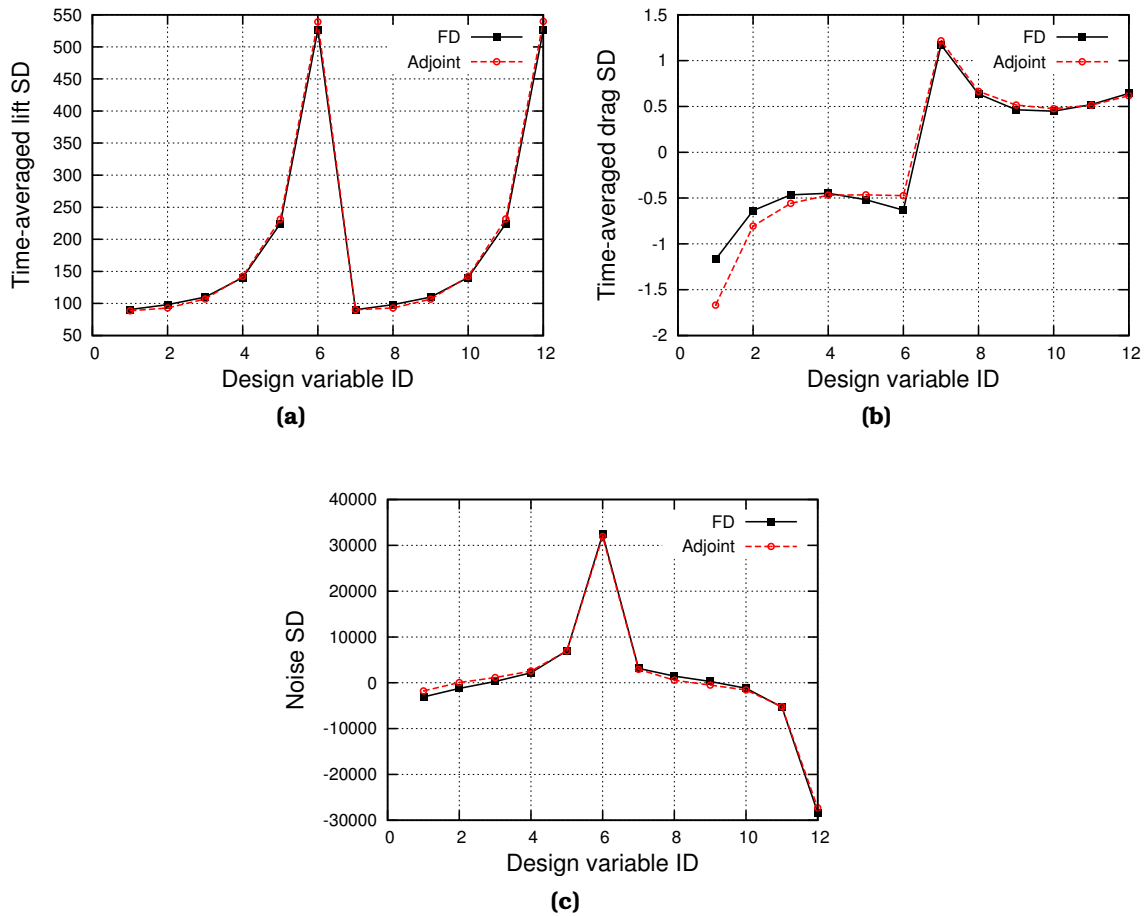 Time-averaged lift SD
550
500
450
400
350
300
250
200
150
100
50
0 2 4 6 8 10 12
Design variable ID
FD
Adjoint
(a)
Time-averaged drag SD
1.5
1
0.5
0
-0.5
-1
-1.5
-2
0 2 4 6 8 10 12
Design variable ID
FD
Adjoint
(b)
Noise SD
40000
30000
20000
10000
0
-10000
-20000
-30000
0 2 4 6 8 10 12
Design variable ID
FD
Adjoint
(c)